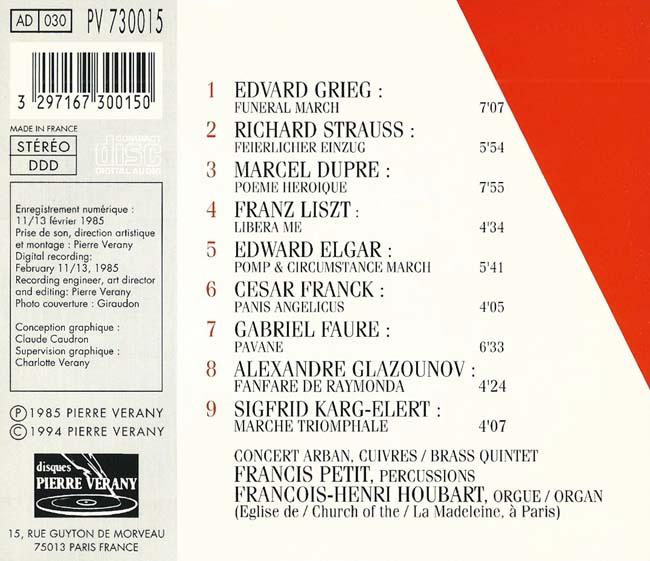 AD 030 PV 730015
3 297167 300150
MADE IN FRANCE
STÉRÉO
DDD
COMPACT
disc
DIGITAL AUDIO
Enregistrement numérique :
11/13 février 1985
Prise de son, direction artistique
et montage : Pierre Verany
Digital recording:
February 11/13, 1985
Recording engineer, art director
and editing: Pierre Verany
Photo couverture : Giraudon
Conception graphique :
Claude Caudron
Supervision graphique :
Charlotte Verany
Ⓟ 1985 PIERRE VERANY
© 1994 PIERRE VERANY
disques
PIERRE VERANY
15, RUE GUYTON DE MORVEAU
75013 PARIS FRANCE
1 EDVARD GRIEG :
FUNERAL MARCH 7'07
2 RICHARD STRAUSS :
FEIERLICHER EINZUG 5'54
3 MARCEL DUPRE :
POEME HEROIQUE 7'55
4 FRANZ LISZT :
LIBERA ME 4'34
5 EDWARD ELGAR :
POMP & CIRCUMSTANCE MARCH 5'41
6 CESAR FRANCK :
PANIS ANGELICUS 4'05
7 GABRIEL FAURE :
PAVANE 6'33
8 ALEXANDRE GLAZOUNOV :
FANFARE DE RAYMONDA 4'24
9 SIGFRID KARG-ELERT :
MARCHE TRIOMPHALE 4'07
CONCERT ARBAN, CUIVRES / BRASS QUINTET
FRANCIS PETIT, PERCUSSIONS
FRANCOIS-HENRI HOUBART, ORGUE / ORGAN
(Eglise de / Church of the / La Madeleine, à Paris)